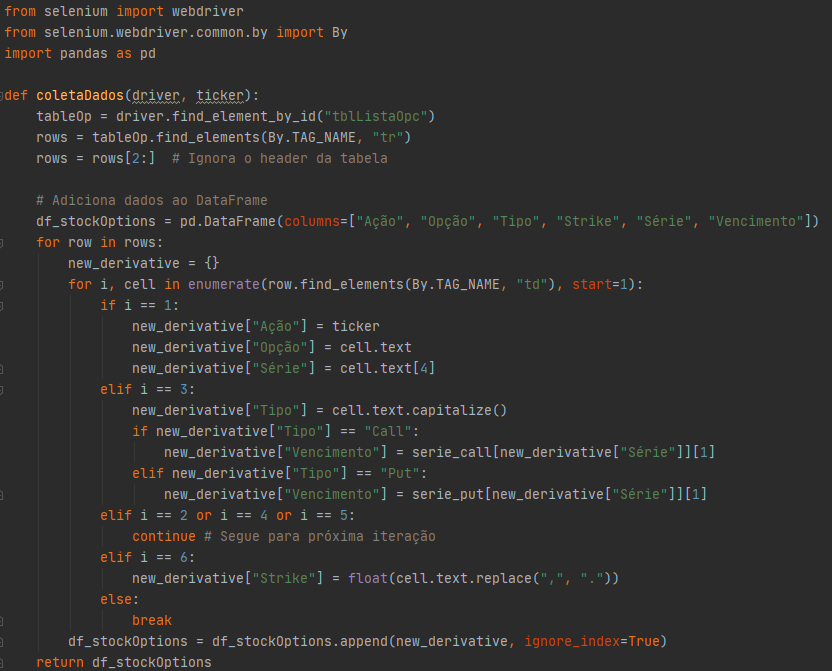 from selenium import webdriver
from selenium.webdriver.common.by import By
import pandas as pd
def coletaDados(driver, ticker):
    tableOp = driver.find_element_by_id("tblListaOpc")
    rows = tableOp.find_elements(By.TAG_NAME, "tr")
    rows = rows[2:]  # Ignora o header da tabela
    # Adiciona dados ao DataFrame
    df_stockOptions = pd.DataFrame(columns=["Ação", "Opção", "Tipo", "Strike", "Série", "Vencimento"])
    for row in rows:
        new_derivative = {}
        for i, cell in enumerate(row.find_elements(By.TAG_NAME, "td"), start=1):
            if i == 1:
                new_derivative["Ação"] = ticker
                new_derivative["Opção"] = cell.text
                new_derivative["Série"] = cell.text[4]
            elif i == 3:
                new_derivative["Tipo"] = cell.text.capitalize()
                if new_derivative["Tipo"] == "Call":
                    new_derivative["Vencimento"] = serie_call[new_derivative["Série"]][1]
                elif new_derivative["Tipo"] == "Put":
                    new_derivative["Vencimento"] = serie_put[new_derivative["Série"]][1]
            elif i == 2 or i == 4 or i == 5:
                continue # Segue para próxima iteração
            elif i == 6:
                new_derivative["Strike"] = float(cell.text.replace(",", "."))
            else:
                break
        df_stockOptions = df_stockOptions.append(new_derivative, ignore_index=True)
    return df_stockOptions